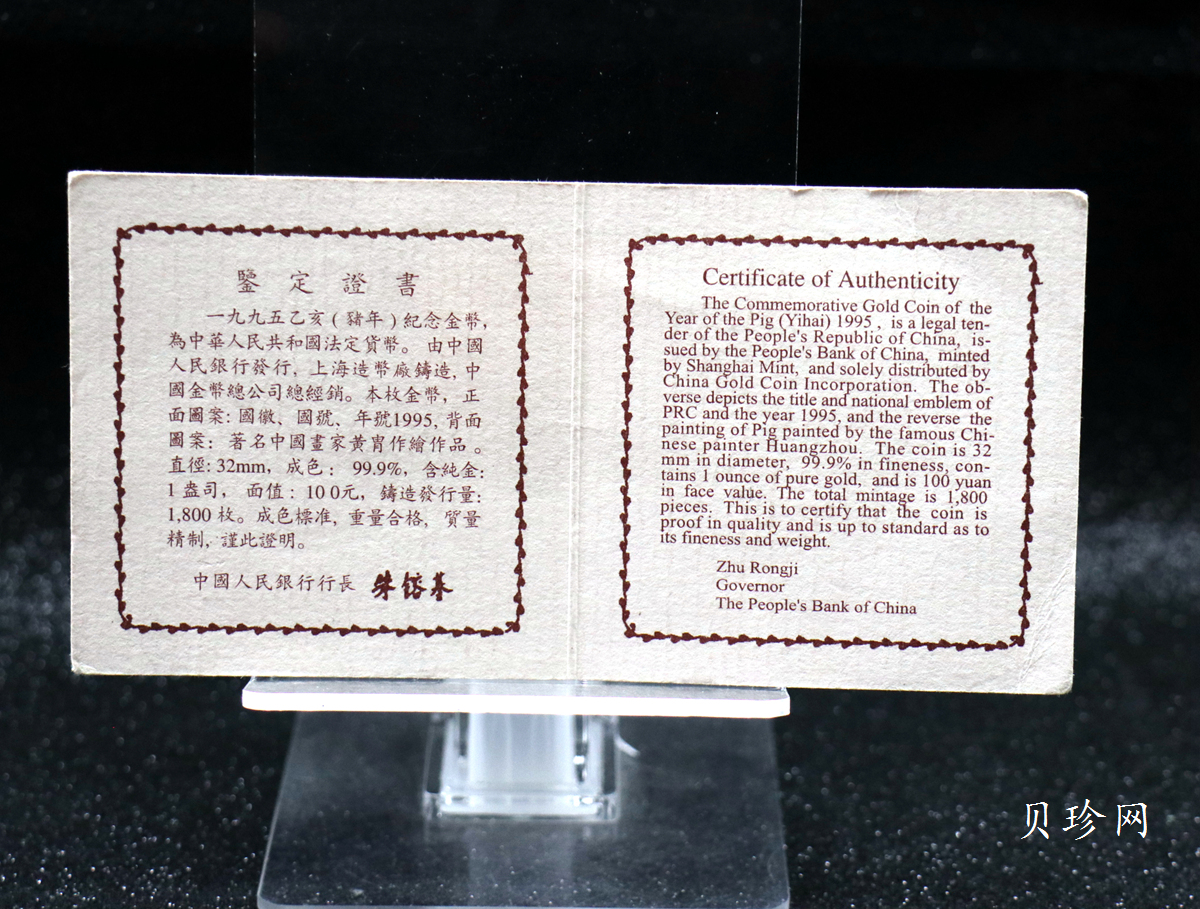 鑒定證書
一九九五乙亥(豬年)紀念金幣,
為中華人民共和國法定貨幣。由中國
人民銀行發行,上海造幣廠鑄造,中
國金幣總公司總經銷。本枚金幣,正
面圖案:國徽、國號、年號1995,背面
圖案:著名中國畫家黃胄作繪作品。
直徑:32mm,成色:99.9%,含純金:
1盎司,面值:100元,鑄造發行量:
1,800枚。成色標准,重量合格,質量
精制,謹此證明。
中國人民銀行行長 朱鎔基
Certificate of Authenticity
The Commemorative Gold Coin of the
Year of the Pig (Yihai) 1995 , is a legal ten-
der of the People's Republic of China, is-
sued by the People's Bank of China, minted
by Shanghai Mint, and solely distributed by
China Gold Coin Incorporation. The ob-
verse depicts the title and national emblem of
PRC and the year 1995, and the reverse the
painting of Pig painted by the famous Chi-
nese painter Huangzhou. The coin is 32
mm in diameter, 99.9% in fineness, con-
tains 1 ounce of pure gold, and is 100 yuan
in face value. The total mintage is 1,800
pieces. This is to certify that the coin is
proof in quality and is up to standard as to
its fineness and weight.
Zhu Rongji
Governor
The People's Bank of China
贝珍网